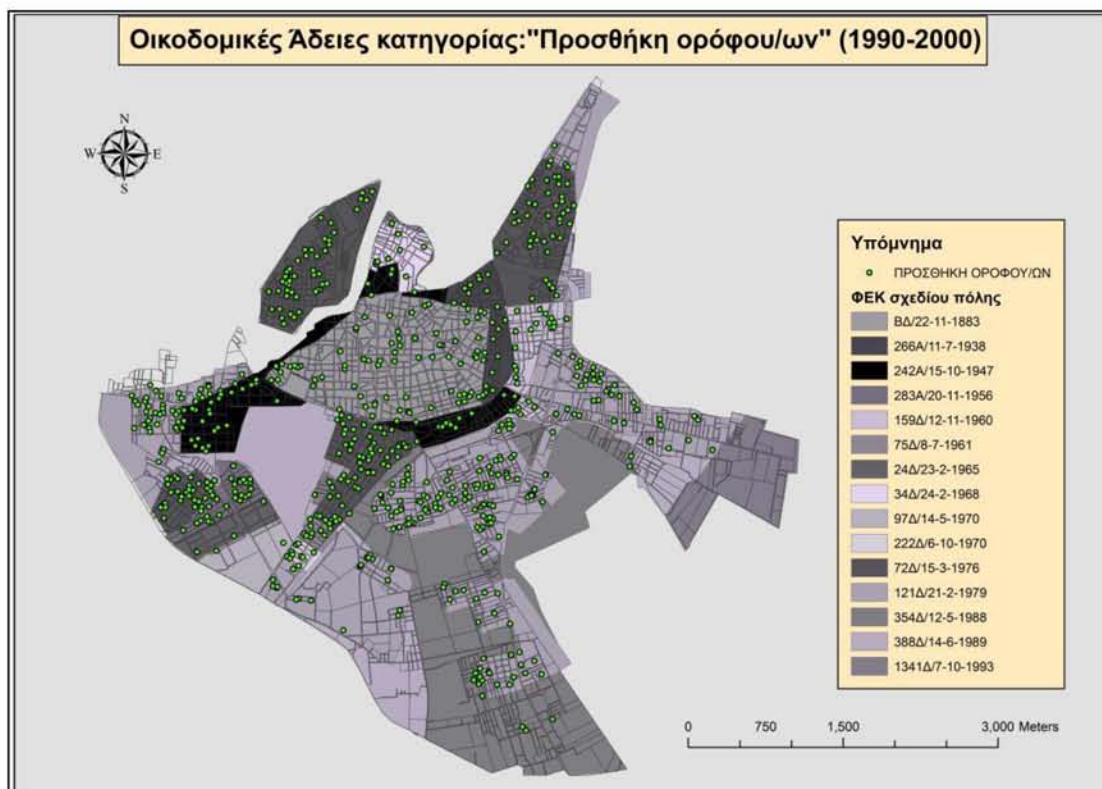 Οικοδομικές Άδειες κατηγορίας:"Προσθήκη ορόφου/ων" (1990-2000)
N
W E
S
Υπόμνημα
ΠΡΟΣΘΗΚΗ ΟΡΟΦΟΥ/ΩΝ
ΦΕΚ σχεδίου πόλης
ΒΔ/22-11-1883
266Α/11-7-1938
242Α/15-10-1947
283Α/20-11-1956
159Δ/12-11-1960
75Δ/8-7-1961
24Δ/23-2-1965
34Δ/24-2-1968
97Δ/14-5-1970
222Δ/6-10-1970
72Δ/15-3-1976
121Δ/21-2-1979
354Δ/12-5-1988
388Δ/14-6-1989
1341Δ/7-10-1993
0 750 1,500 3,000 Meters